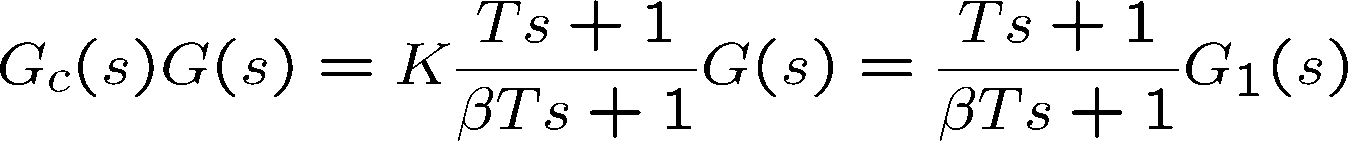 $G_c(s)G(s) = K\frac{Ts+1}{\beta Ts+1}G(s) = \frac{Ts+1}{\beta Ts+1}G_1(s)$